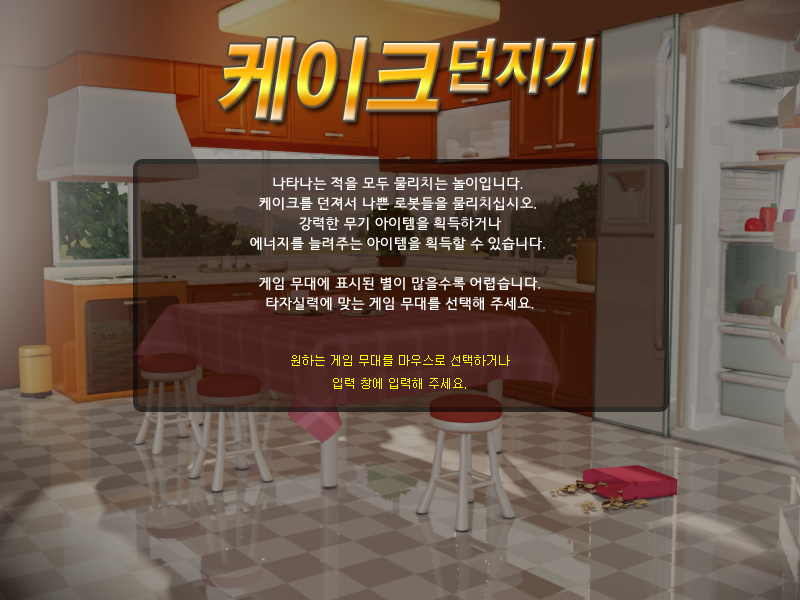 케이크던지기
나타나는 적을 모두 물리치는 놀이입니다.
케이크를 던져서 나쁜 로봇들을 물리치십시오.
강력한 무기 아이템을 획득하거나
에너지를 늘려주는 아이템을 획득할 수 있습니다.
게임 무대에 표시된 별이 많을수록 어렵습니다.
타자실력에 맞는 게임 무대를 선택해 주세요.
원하는 게임 무대를 마우스로 선택하거나
입력 창에 입력해 주세요.